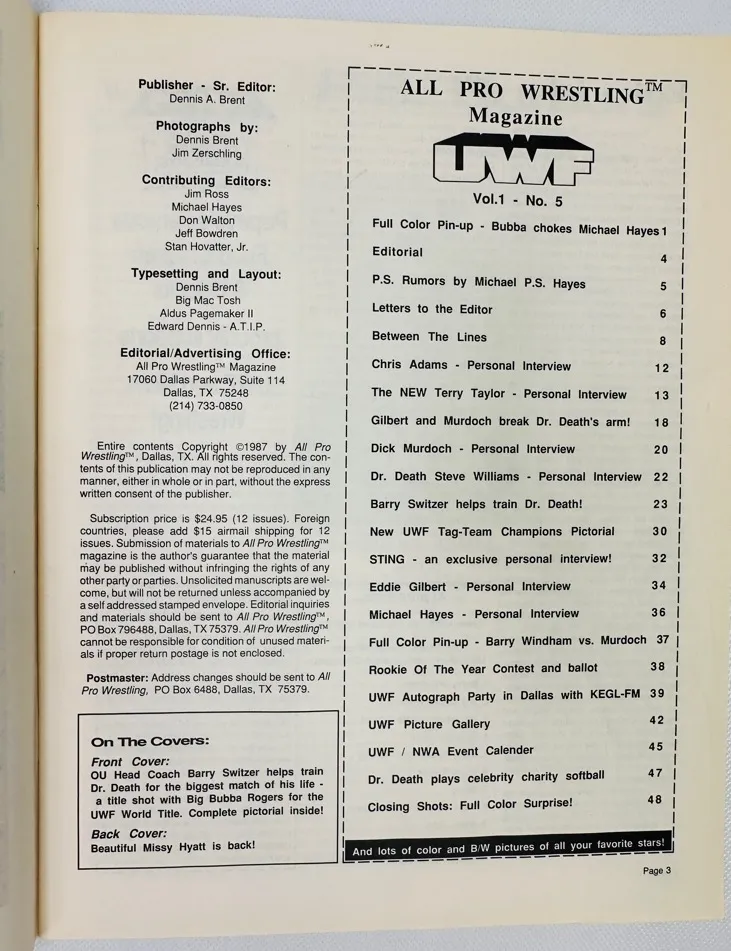 Publisher - Sr. Editor:
Dennis A. Brent
Photographs by:
Dennis Brent
Jim Zerschling
Contributing Editors:
Jim Ross
Michael Hayes
Don Walton
Jeff Bowdren
Stan Hovatter, Jr.
Typesetting and Layout:
Dennis Brent
Big Mac Tosh
Aldus Pagemaker II
Edward Dennis - A.T.I.P.
Editorial/Advertising Office:
All Pro Wrestling™ Magazine
17060 Dallas Parkway, Suite 114
Dallas, TX 75248
(214) 733-0850
Entire contents Copyright ©1987 by All Pro
Wrestling™, Dallas, TX. All rights reserved. The con-
tents of this publication may not be reproduced in any
manner, either in whole or in part, without the express
written consent of the publisher.
Subscription price is $24.95 (12 issues). Foreign
countries, please add $15 airmail shipping for 12
issues. Submission of materials to All Pro Wrestling™
magazine is the author's guarantee that the material
may be published without infringing the rights of any
other party or parties. Unsolicited manuscripts are wel-
come, but will not be returned unless accompanied by
a self addressed stamped envelope. Editorial inquiries
and materials should be sent to All Pro Wrestling™,
PO Box 796488, Dallas, TX 75379. All Pro Wrestling™
cannot be responsible for condition of unused materi-
als if proper return postage is not enclosed.
Postmaster: Address changes should be sent to All
Pro Wrestling, PO Box 6488, Dallas, TX 75379.
On The Covers:
Front Cover:
OU Head Coach Barry Switzer helps train
Dr. Death for the biggest match of his life -
a title shot with Big Bubba Rogers for the
UWF World Title. Complete pictorial inside!
Back Cover:
Beautiful Missy Hyatt is back!
ALL PRO WRESTLING™
Magazine
UWF
Vol.1 - No. 5
Full Color Pin-up - Bubba chokes Michael Hayes 1
Editorial 4
P.S. Rumors by Michael P.S. Hayes 5
Letters to the Editor 6
Between The Lines 8
Chris Adams - Personal Interview 12
The NEW Terry Taylor - Personal Interview 13
Gilbert and Murdoch break Dr. Death's arm! 18
Dick Murdoch - Personal Interview 20
Dr. Death Steve Williams - Personal Interview 22
Barry Switzer helps train Dr. Death! 23
New UWF Tag-Team Champions Pictorial 30
STING - an exclusive personal interview! 32
Eddie Gilbert - Personal Interview 34
Michael Hayes - Personal Interview 36
Full Color Pin-up - Barry Windham vs. Murdoch 37
Rookie Of The Year Contest and ballot 38
UWF Autograph Party in Dallas with KEGL-FM 39
UWF Picture Gallery 42
UWF / NWA Event Calender 45
Dr. Death plays celebrity charity softball 47
Closing Shots: Full Color Surprise! 48
And lots of color and B/W pictures of all your favorite stars!
Page 3